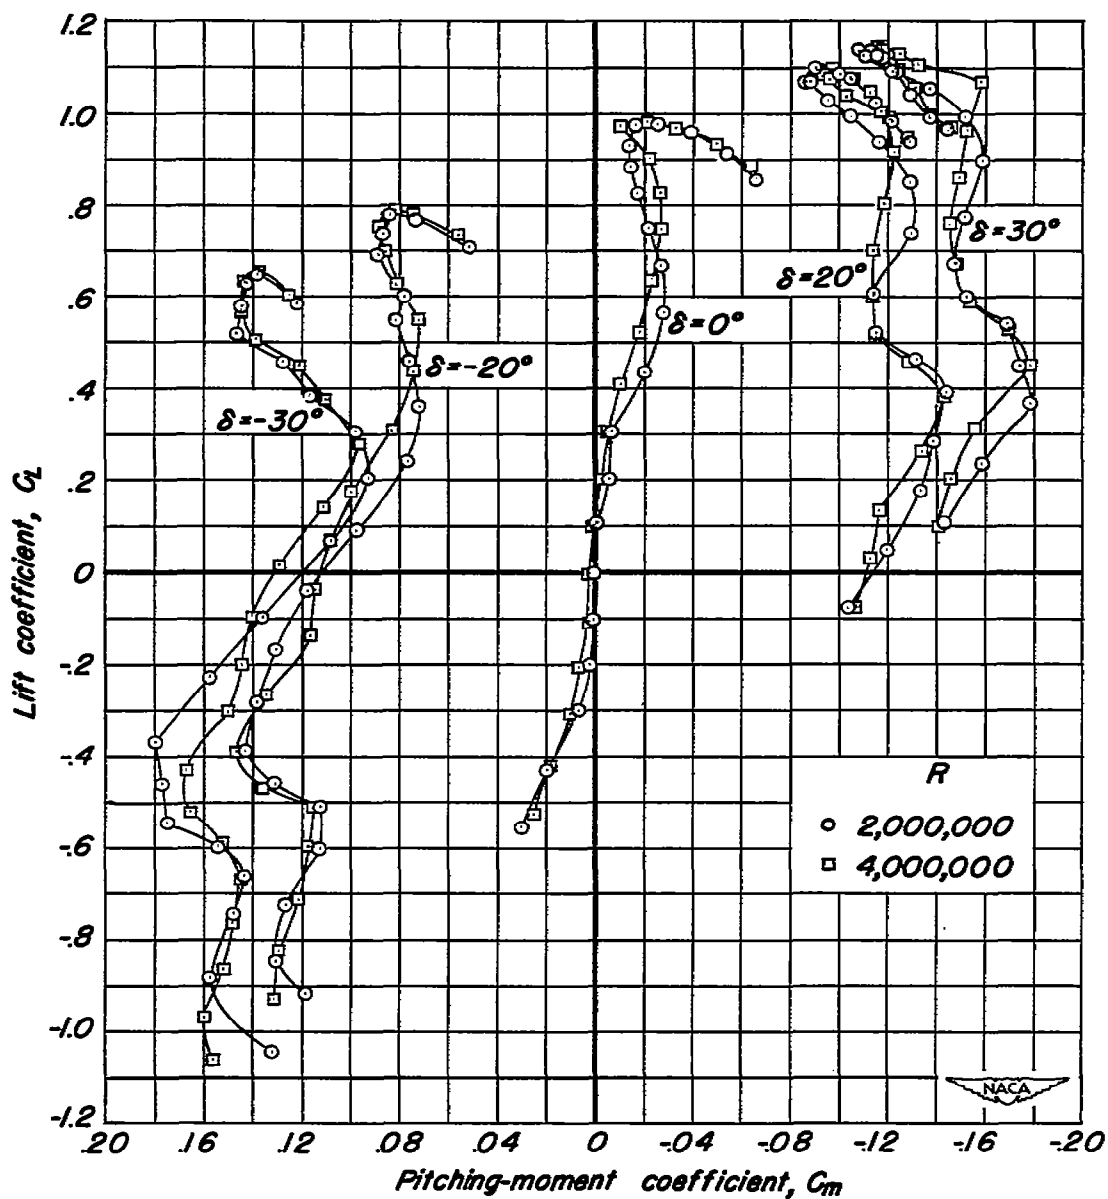 1.2
1.0
.8
.6
.4
.2
0
-.2
-.4
-.6
-.8
-1.0
-1.2
Lift coefficient, CL
δ=-30°
δ=-20°
δ=0°
δ=20°
δ=30°
R
2,000,000
4,000,000
NACA
.20 .16 .12 .08 .04 0 -.04 -.08 -.12 -.16 -.20
Pitching-moment coefficient, Cm